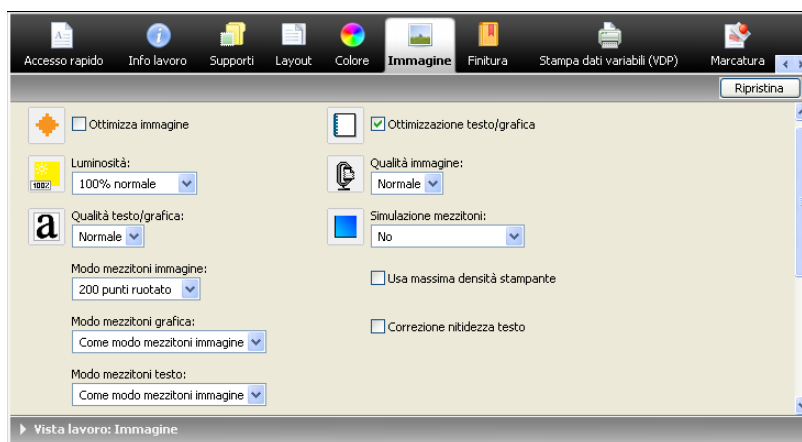 Accesso rapido Info lavoro Supporti Layout Colore Immagine Finitura Stampa dati variabili (VDP) Marcatura
Ripristina
Ottimizza immagine
Ottimizzazione testo/grafica
Luminosità:
100% normale
100%
Qualità immagine:
Normale
Qualità testo/grafica:
Normale
a
Simulazione mezzitoni:
No
Modo mezzitoni immagine:
200 punti ruotato
Usa massima densità stampante
Modo mezzitoni grafica:
Come modo mezzitoni immagine
Correzione nitidezza testo
Modo mezzitoni testo:
Come modo mezzitoni immagine
Vista lavoro: Immagine